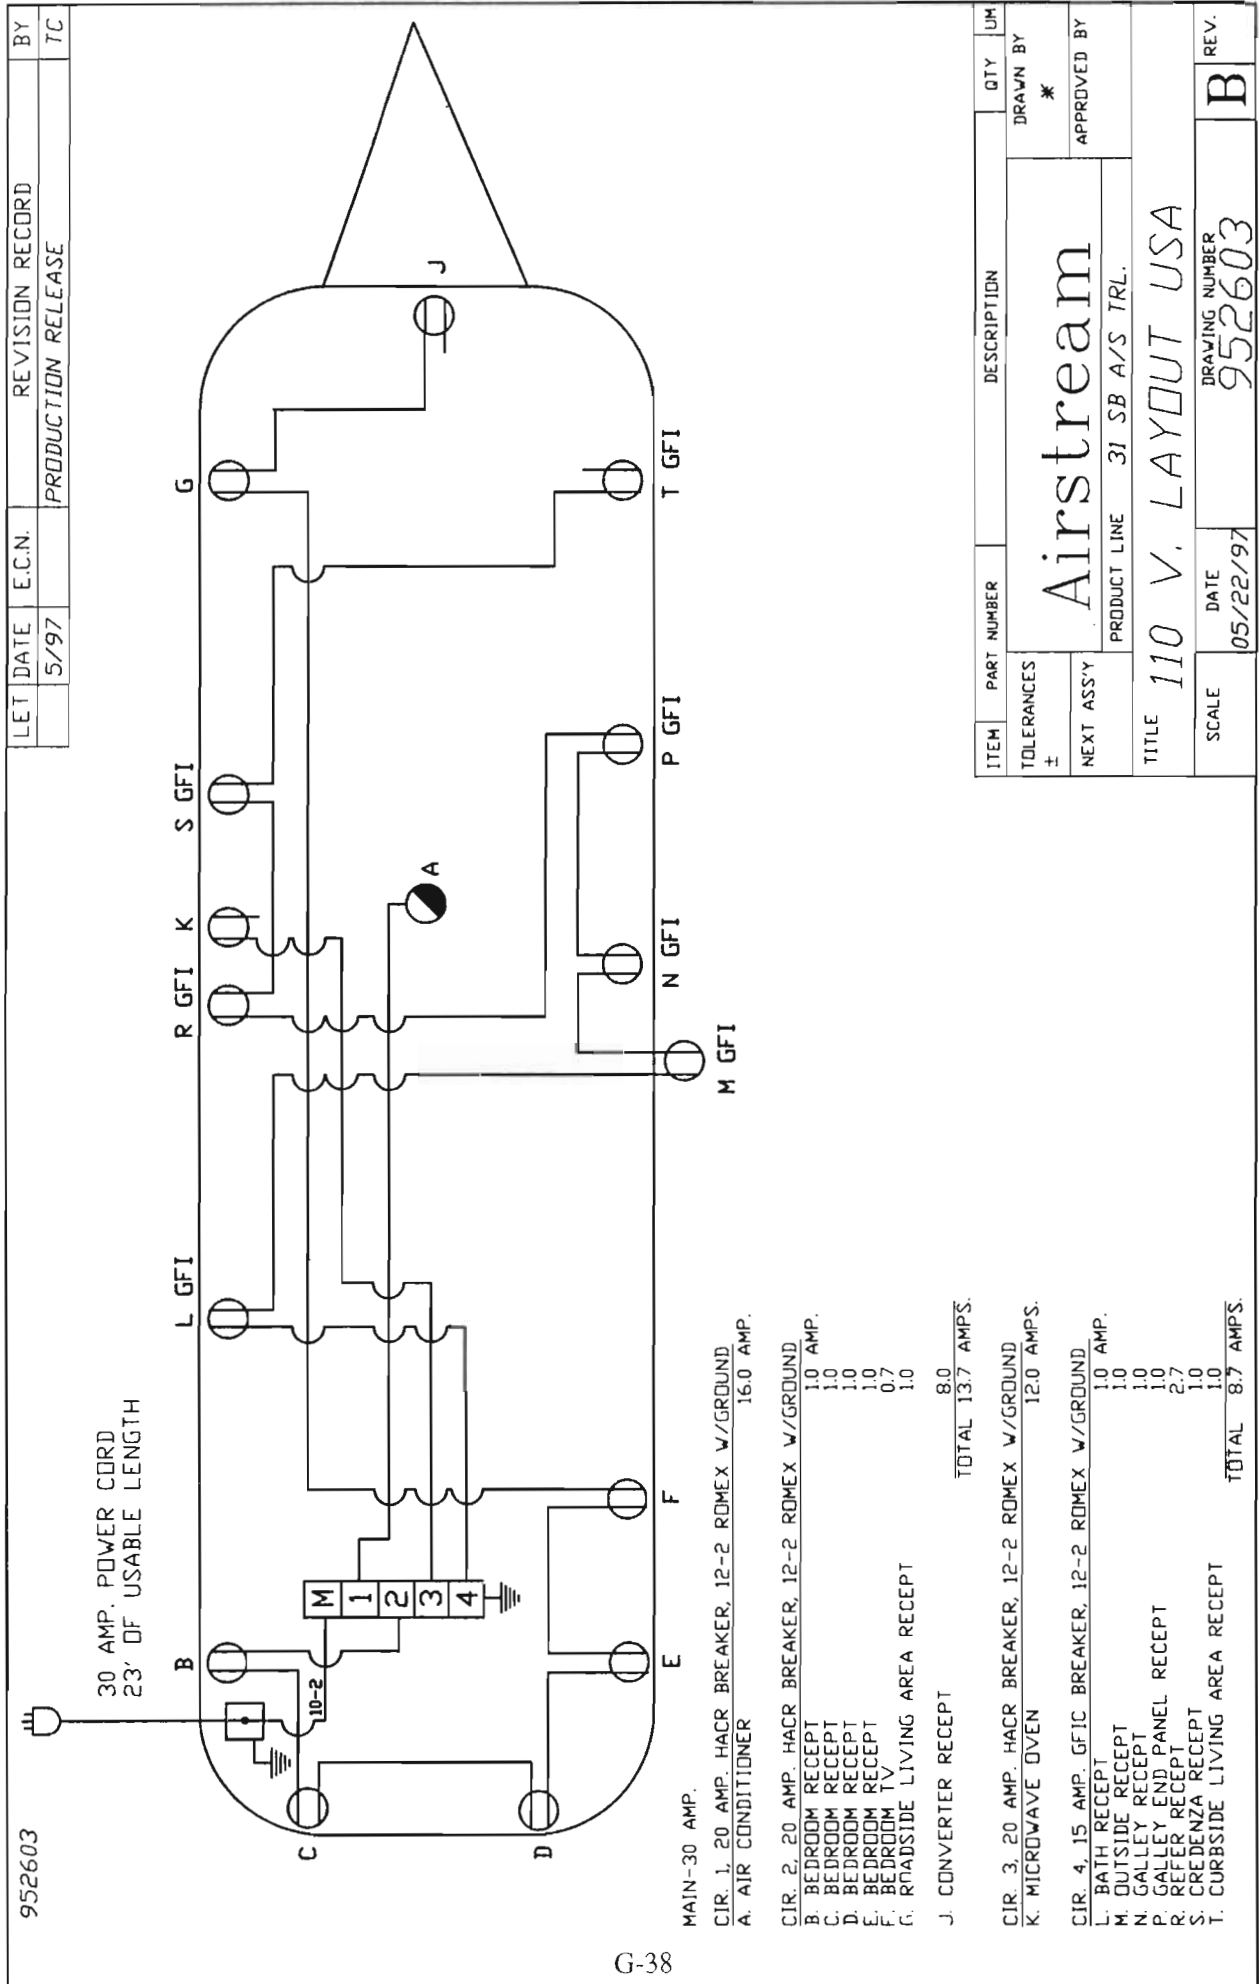 952603
LET DATE E.C.N. REVISION RECORD BY
5/97 PRODUCTION RELEASE TC
30 AMP. POWER CORD
23' OF USABLE LENGTH
B
L GFI
R GFI
K
S GFI
G
10-2
M
1
2
3
4
A
J
C
D
E
F
M GFI
N GFI
P GFI
T GFI
MAIN-30 AMP.
CIR. 1, 20 AMP. HACR BREAKER, 12-2 ROMEX W/GROUND
A. AIR CONDITIONER 16.0 AMP.
CIR. 2, 20 AMP. HACR BREAKER, 12-2 ROMEX W/GROUND
B. BEDROOM RECEPT 1.0 AMP.
C. BEDROOM RECEPT 1.0
D. BEDROOM RECEPT 1.0
E. BEDROOM RECEPT 1.0
F. BEDROOM TV 0.7
G. ROADSIDE LIVING AREA RECEPT 1.0
J. CONVERTER RECEPT 8.0
TOTAL 13.7 AMPS.
CIR. 3, 20 AMP. HACR BREAKER, 12-2 ROMEX W/GROUND
K. MICROWAVE OVEN 12.0 AMPS.
CIR. 4, 15 AMP. GFIC BREAKER, 12-2 ROMEX W/GROUND
L. BATH RECEPT 1.0 AMP.
M. OUTSIDE RECEPT 1.0
N. GALLEY RECEPT 1.0
P. GALLEY END PANEL RECEPT 1.0
R. REFER RECEPT 2.7
S. CREDENZA RECEPT 1.0
T. CURBSIDE LIVING AREA RECEPT 1.0
TOTAL 8.7 AMPS.
ITEM PART NUMBER DESCRIPTION QTY UM
TOLERANCES
±
Airstream
DRAWN BY
*
NEXT ASS'Y
PRODUCT LINE 31 SB A/S TRL.
APPROVED BY
TITLE 110 V. LAYOUT USA
SCALE
DATE
05/22/97
DRAWING NUMBER
952603
B
REV.
G-38